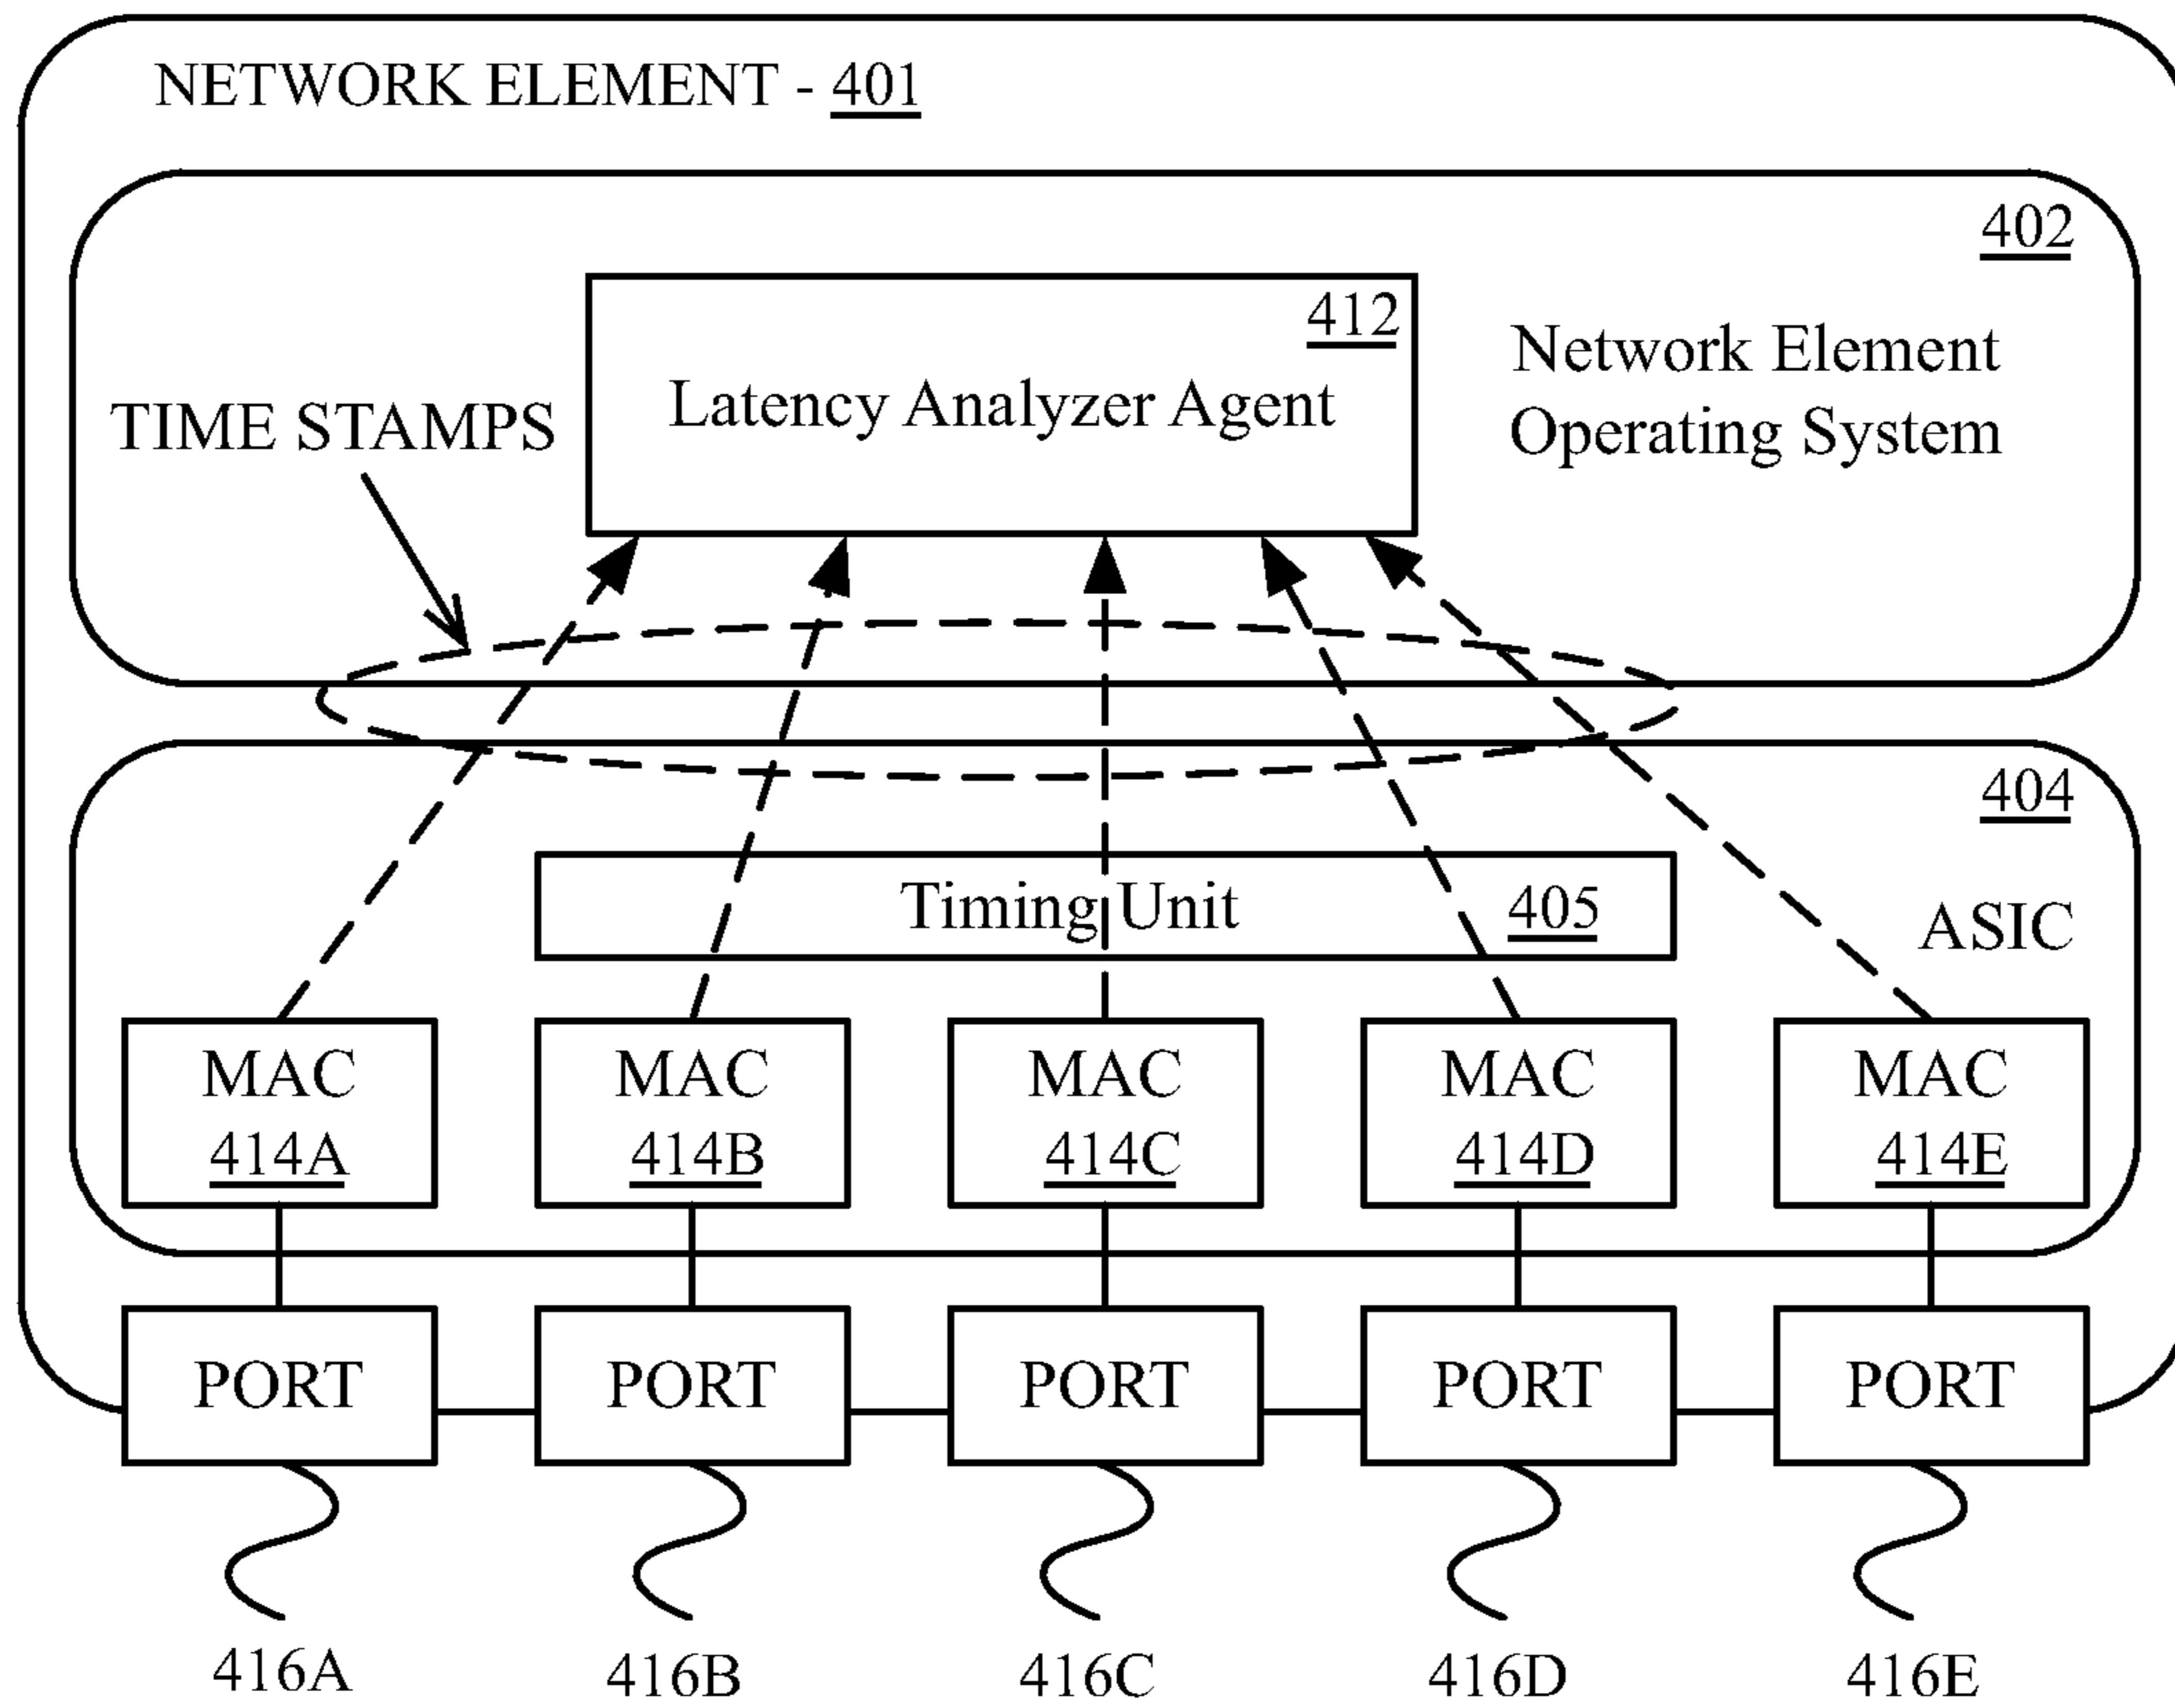 NETWORK ELEMENT - 401
402
412
Latency Analyzer Agent
Network Element
Operating System
TIME STAMPS
404
Timing Unit 405
ASIC
MAC MAC MAC MAC MAC
414A 414B 414C 414D 414E
PORT PORT PORT PORT PORT
416A 416B 416C 416D 416E